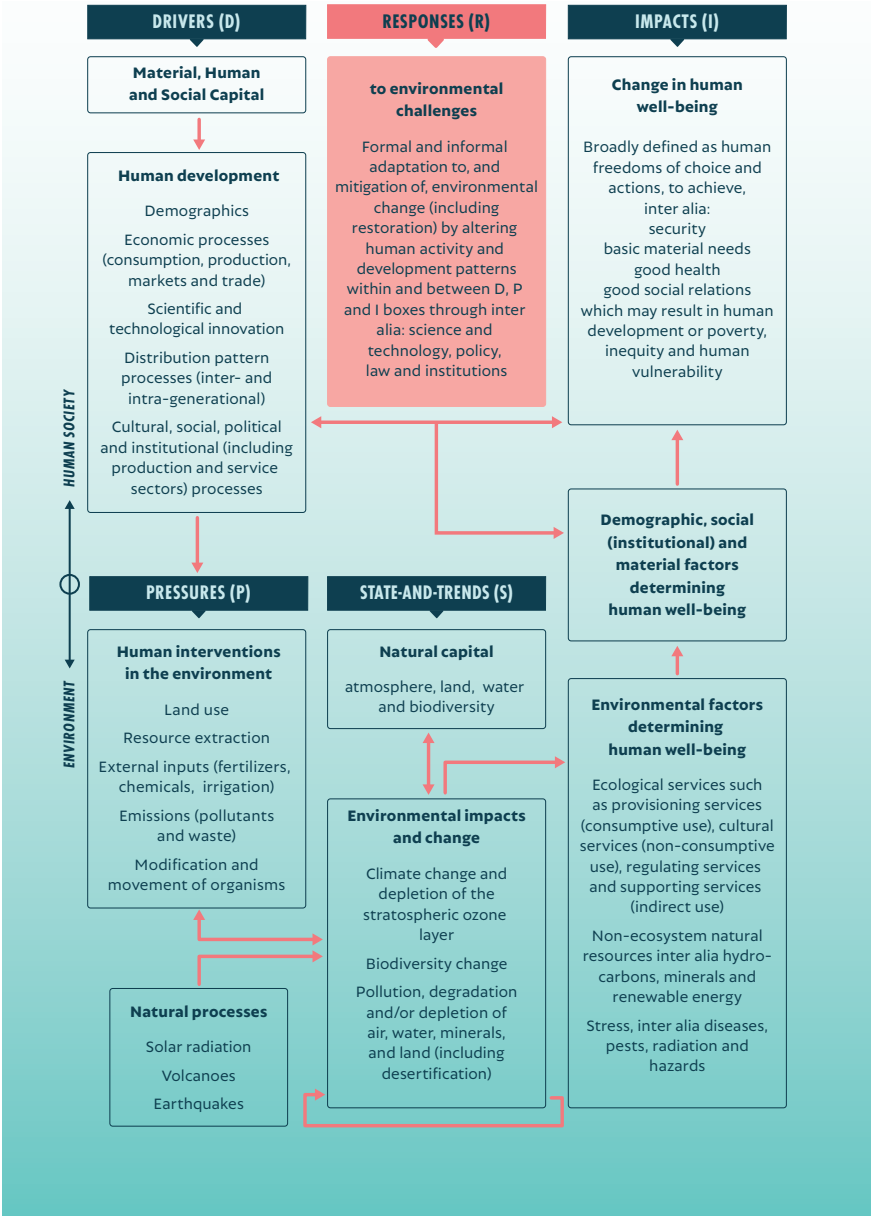 DRIVERS (D)
Material, Human
and Social Capital
Human development
Demographics
Economic processes
(consumption, production,
markets and trade)
Scientific and
technological innovation
Distribution pattern
processes (inter- and
intra-generational)
Cultural, social, political
and institutional (including
production and service
sectors) processes
RESPONSES (R)
to environmental
challenges
Formal and informal
adaptation to, and
mitigation of, environmental
change (including
restoration) by altering
human activity and
development patterns
within and between D, P
and I boxes through inter
alia: science and
technology, policy,
law and institutions
IMPACTS (I)
Change in human
well-being
Broadly defined as human
freedoms of choice and
actions, to achieve,
inter alia:
security
basic material needs
good health
good social relations
which may result in human
development or poverty,
inequity and human
vulnerability
Demographic, social
(institutional) and
material factors
determining
human well-being
HUMAN SOCIETY
ENVIRONMENT
PRESSURES (P)
Human interventions
in the environment
Land use
Resource extraction
External inputs (fertilizers,
chemicals, irrigation)
Emissions (pollutants
and waste)
Modification and
movement of organisms
Natural processes
Solar radiation
Volcanoes
Earthquakes
STATE-AND-TRENDS (S)
Natural capital
atmosphere, land, water
and biodiversity
Environmental impacts
and change
Climate change and
depletion of the
stratospheric ozone
layer
Biodiversity change
Pollution, degradation
and/or depletion of
air, water, minerals,
and land (including
desertification)
Environmental factors
determining
human well-being
Ecological services such
as provisioning services
(consumptive use), cultural
services (non-consumptive
use), regulating services
and supporting services
(indirect use)
Non-ecosystem natural
resources inter alia hydro-
carbons, minerals and
renewable energy
Stress, inter alia diseases,
pests, radiation and
hazards